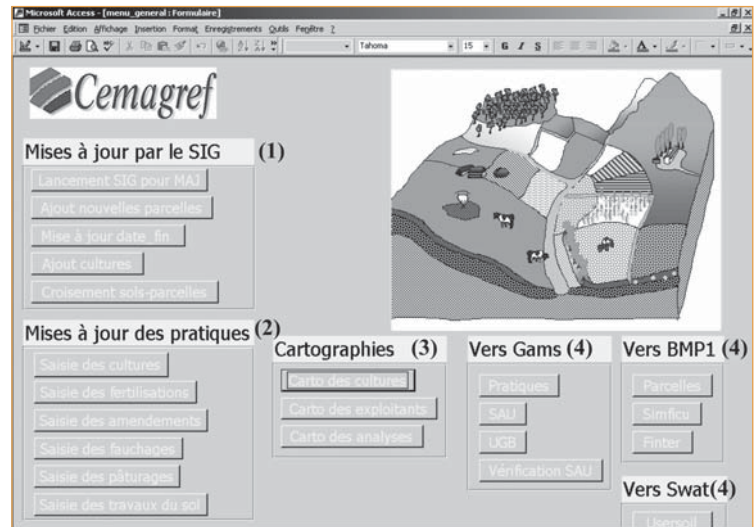 Microsoft Access - [menu_general : Formulaire]
Fichier Edition Affichage Insertion Format Enregistrements Outils Fenêtre ?
Tahoma 15 G I S
Cemagref
Mises à jour par le SIG (1)
Lancement SIG pour MAJ
Ajout nouvelles parcelles
Mise à jour date_fin
Ajout cultures
Croisement sols-parcelles
Mises à jour des pratiques (2)
Saisie des cultures
Saisie des fertilisations
Saisie des amendements
Saisie des fauchages
Saisie des pâturages
Saisie des travaux du sol
Cartographies (3)
Carto des cultures
Carto des exploitants
Carto des analyses
Vers Gams (4)
Pratiques
SAU
UGB
Vérification SAU
Vers BMP1 (4)
Parcelles
Simficu
Finter
Vers Swat(4)
Usersoil